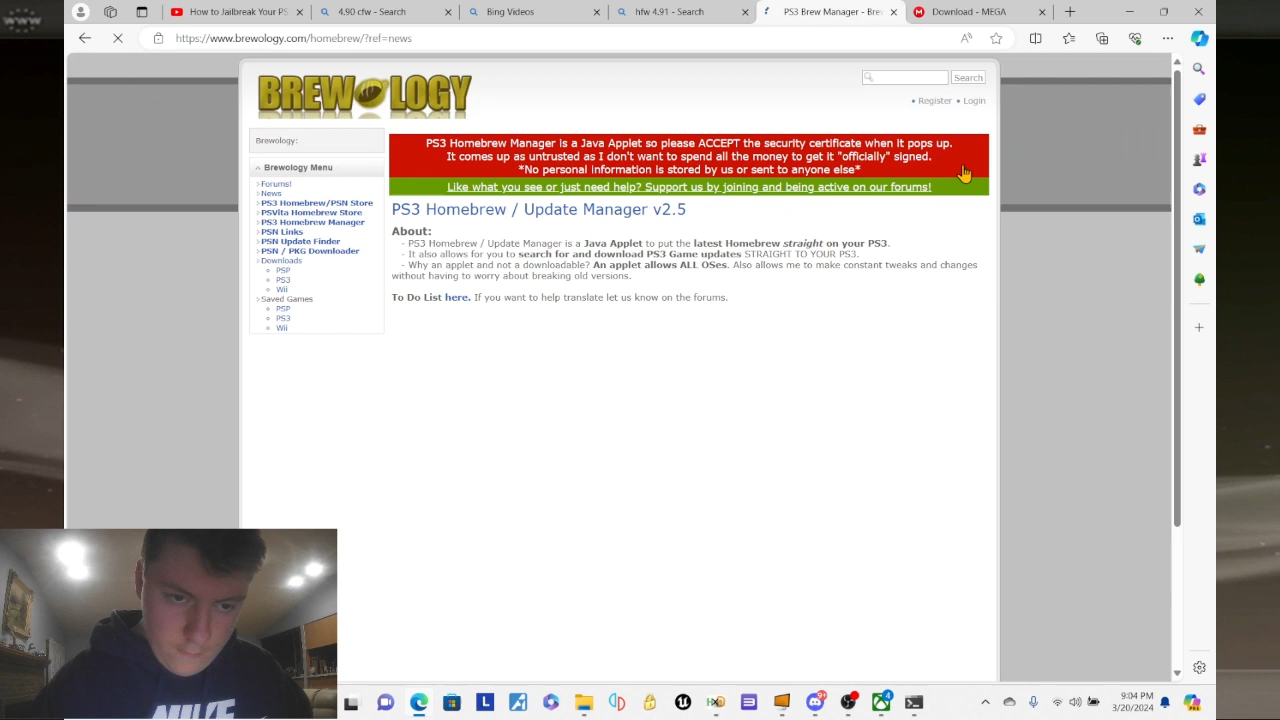 www
How to Jailbreak Your PS
4.90 cfw - Search
Bing Videos
hfw 4.91 - Search
PS3 Brew Manager - Bre
Download - MEGA
https://www.brewology.com/homebrew/?ref=news
BREWOLOGY
Search
Register
Login
Brewology:
Brewology Menu
Forums!
News
PS3 Homebrew/PSN Store
PSVita Homebrew Store
PS3 Homebrew Manager
PSN Links
PSN Update Finder
PSN / PKG Downloader
Downloads
PSP
PS3
Wii
Saved Games
PSP
PS3
Wii
PS3 Homebrew Manager is a Java Applet so please ACCEPT the security certificate when it pops up.
It comes up as untrusted as I don't want to spend all the money to get it "officially" signed.
*No personal information is stored by us or sent to anyone else*
Like what you see or just need help? Support us by joining and being active on our forums!
PS3 Homebrew / Update Manager v2.5
About:
- PS3 Homebrew / Update Manager is a Java Applet to put the latest Homebrew straight on your PS3.
- It also allows for you to search for and download PS3 Game updates STRAIGHT TO YOUR PS3.
- Why an applet and not a downloadable? An applet allows ALL OSes. Also allows me to make constant tweaks and changes
without having to worry about breaking old versions.
To Do List here. If you want to help translate let us know on the forums.
NIKE
9+
4
9:04 PM
3/20/2024